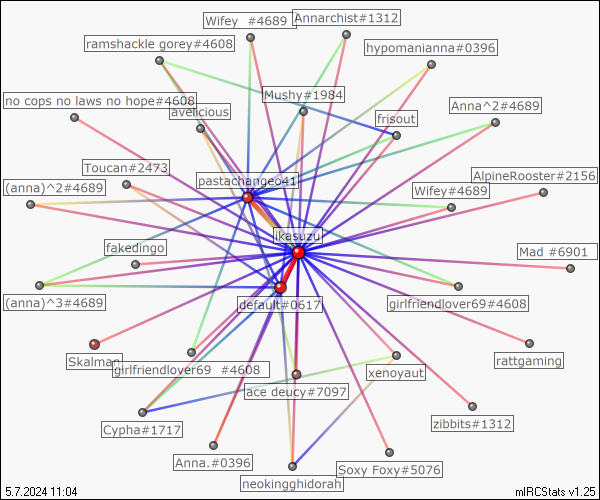 Wifey #4689
Annarchist#1312
ramshackle gorey#4608
hypomanianna#0396
no cops no laws no hope#4608
Mushy#1984
avelicious
frisout
Anna^2#4689
Toucan#2473
AlpineRooster#2156
pastachangeo41
(anna)^2#4689
Wifey#4689
ikasuzu
fakedingo
Mad #6901
(anna)^3#4689
default#0617
girlfriendlover69#4608
Skalman
girlfriendlover69 #4608
xenoyaut
rattgaming
ace deucy#7097
Cypha#1717
zibbits#1312
Anna.#0396
Soxy Foxy#5076
neokingghidorah
5.7.2024 11:04
mIRCStats v1.25